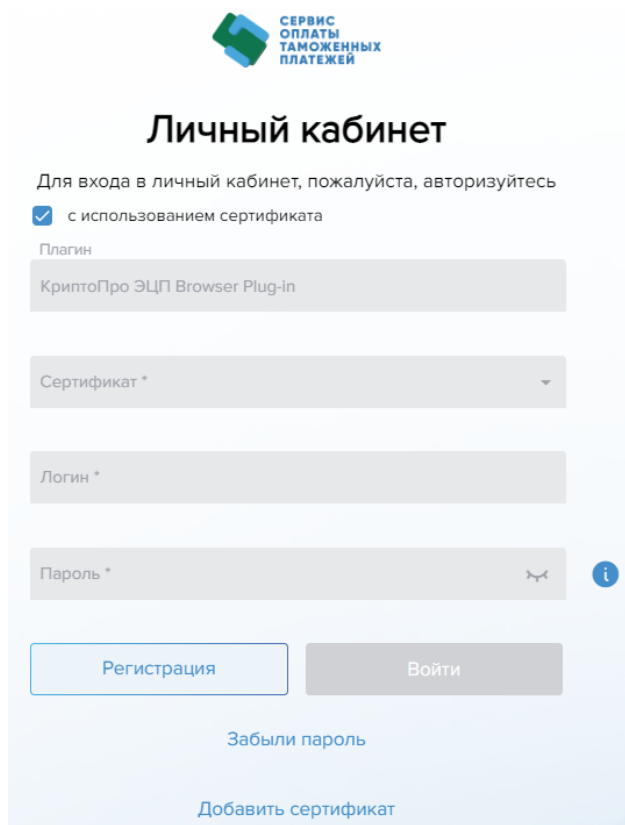 СЕРВИС
ОПЛАТЫ
ТАМОЖЕННЫХ
ПЛАТЕЖЕЙ
Личный кабинет
Для входа в личный кабинет, пожалуйста, авторизуйтесь
с использованием сертификата
Плагин
КриптоПро ЭЦП Browser Plug-in
Сертификат *
Логин *
Пароль *
i
Регистрация
Войти
Забыли пароль
Добавить сертификат